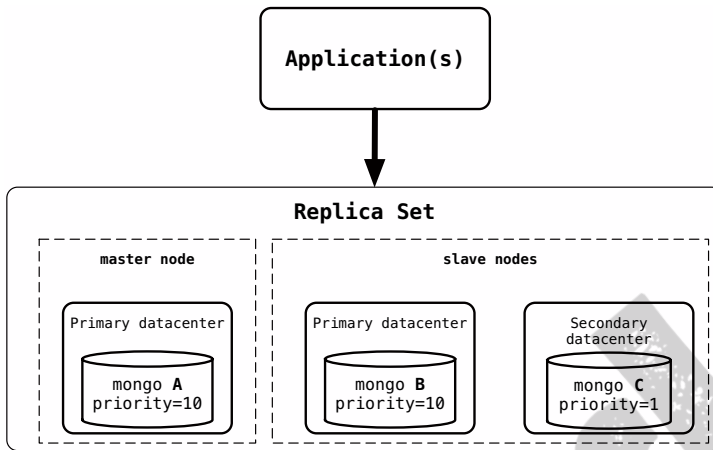 Application(s)
Replica Set
master node
slave nodes
Primary datacenter
mongo A
priority=10
Primary datacenter
mongo B
priority=10
Secondary
datacenter
mongo C
priority=1